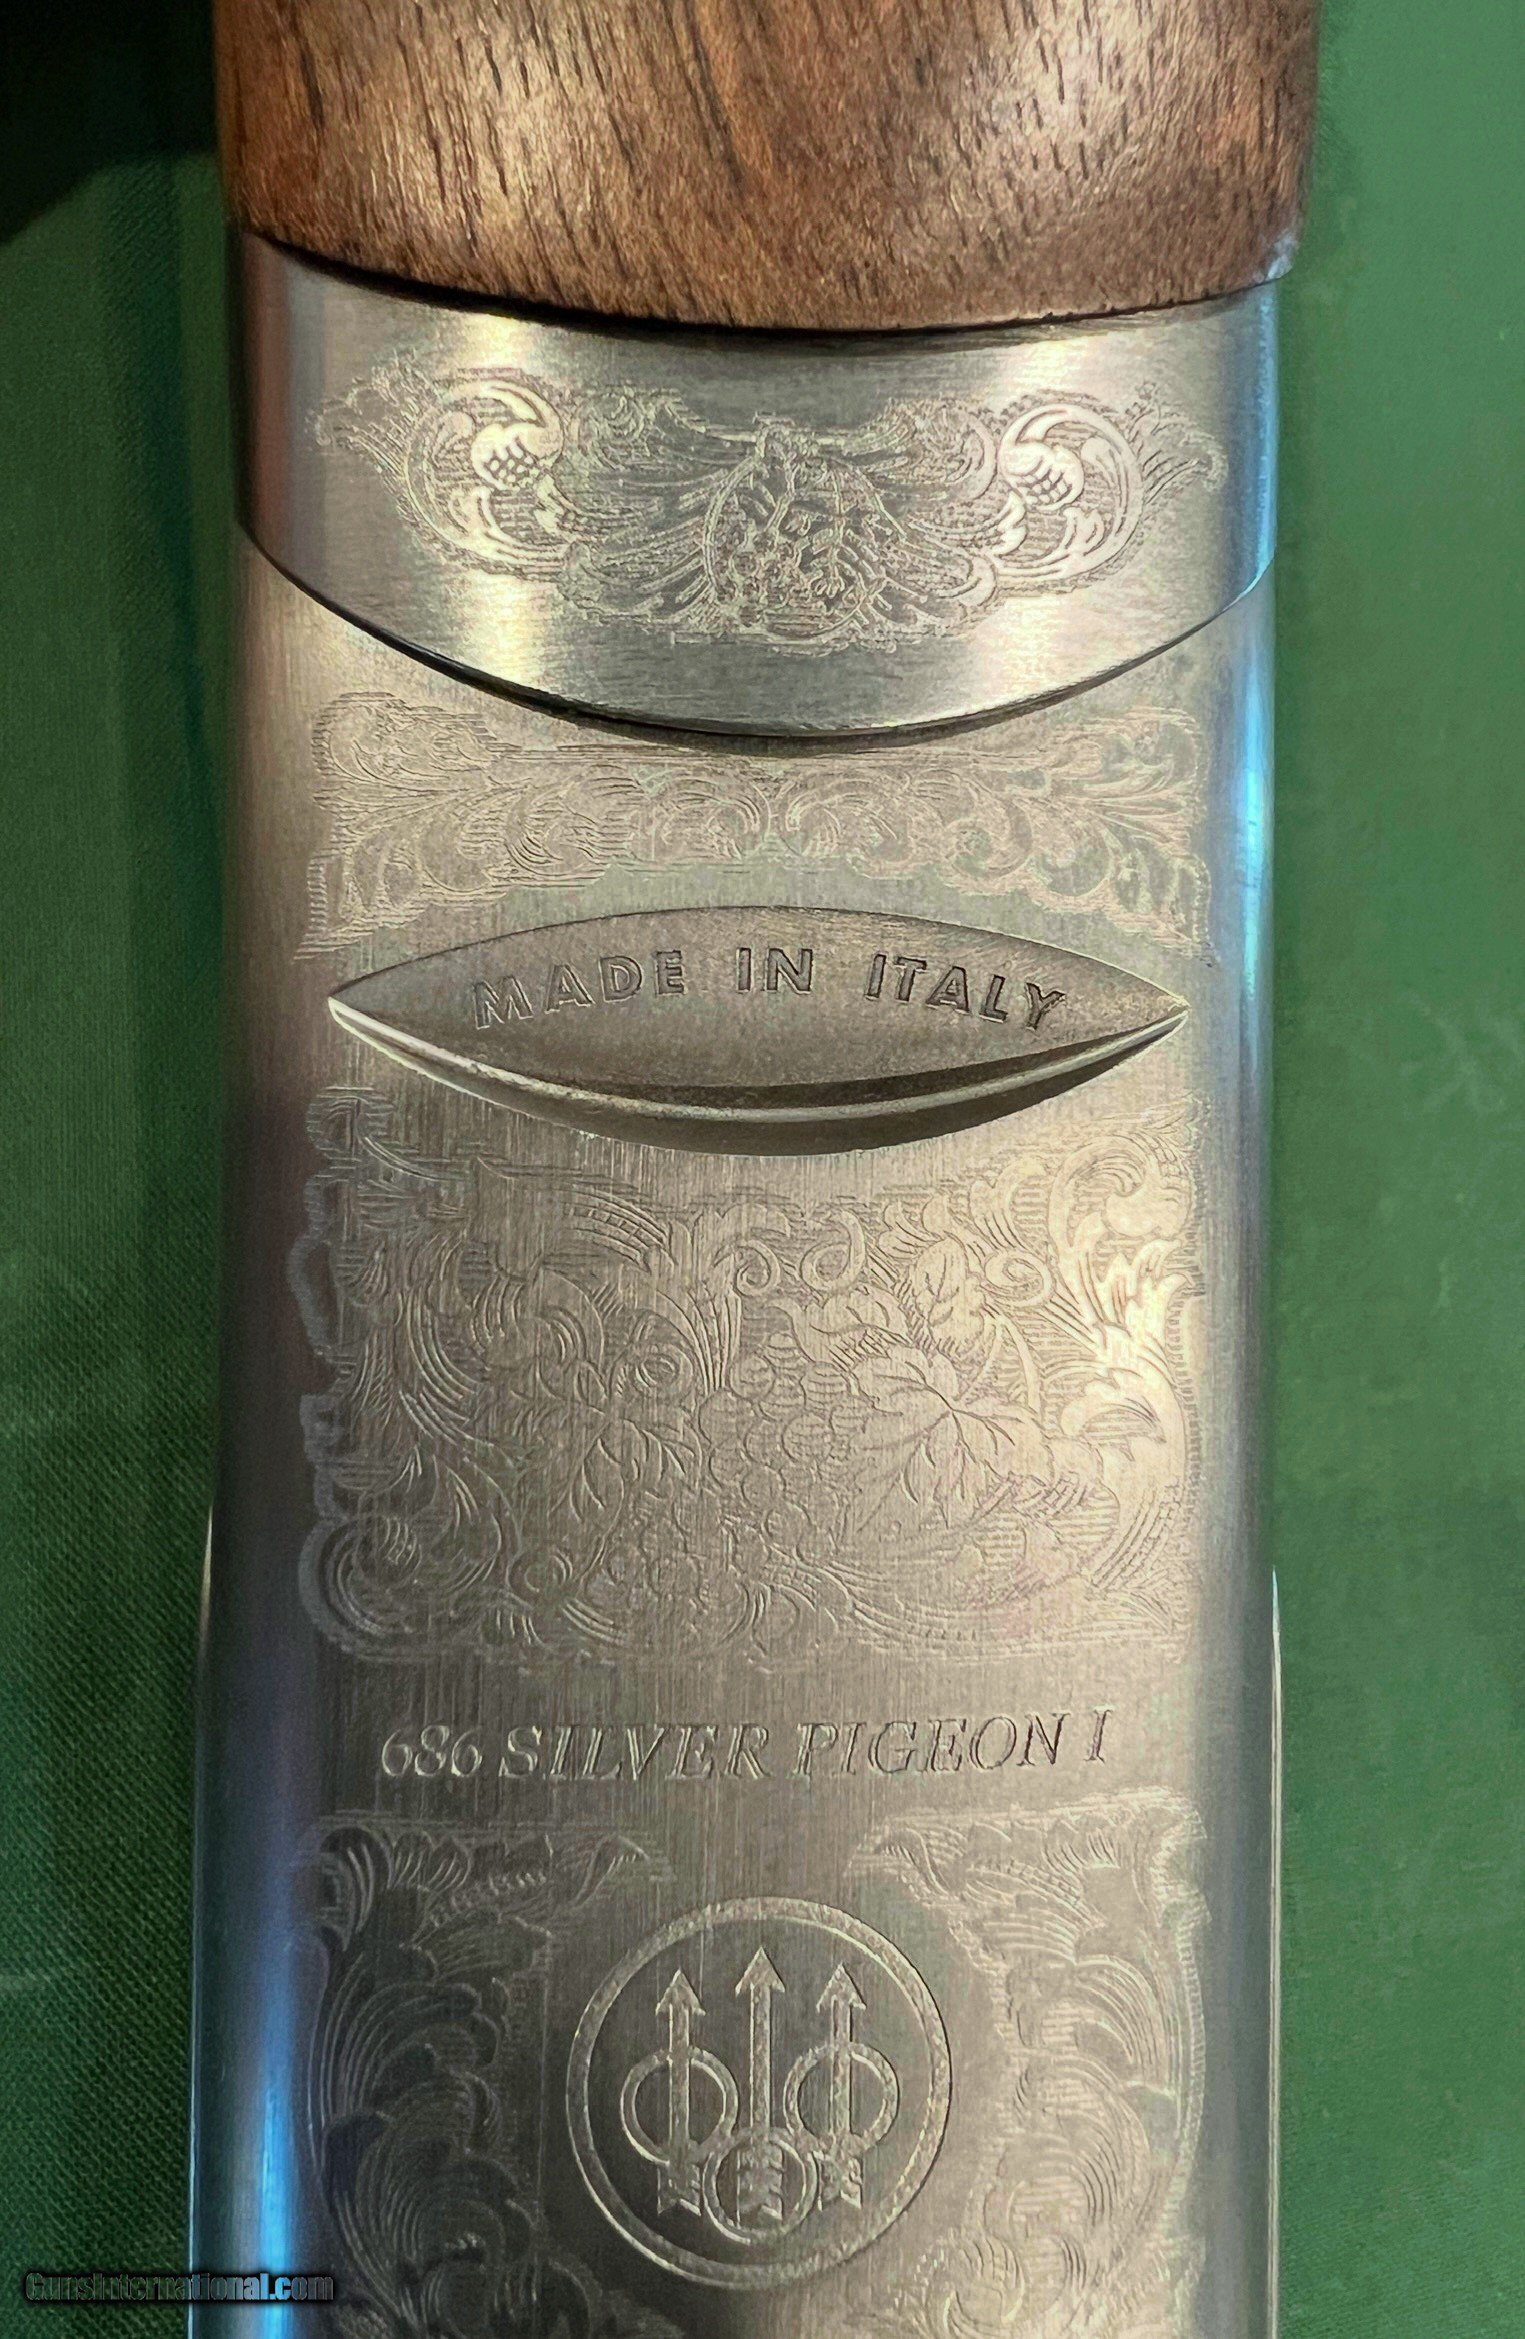 MADE IN ITALY
686 SILVER PIGEON I
GunsInternational.com